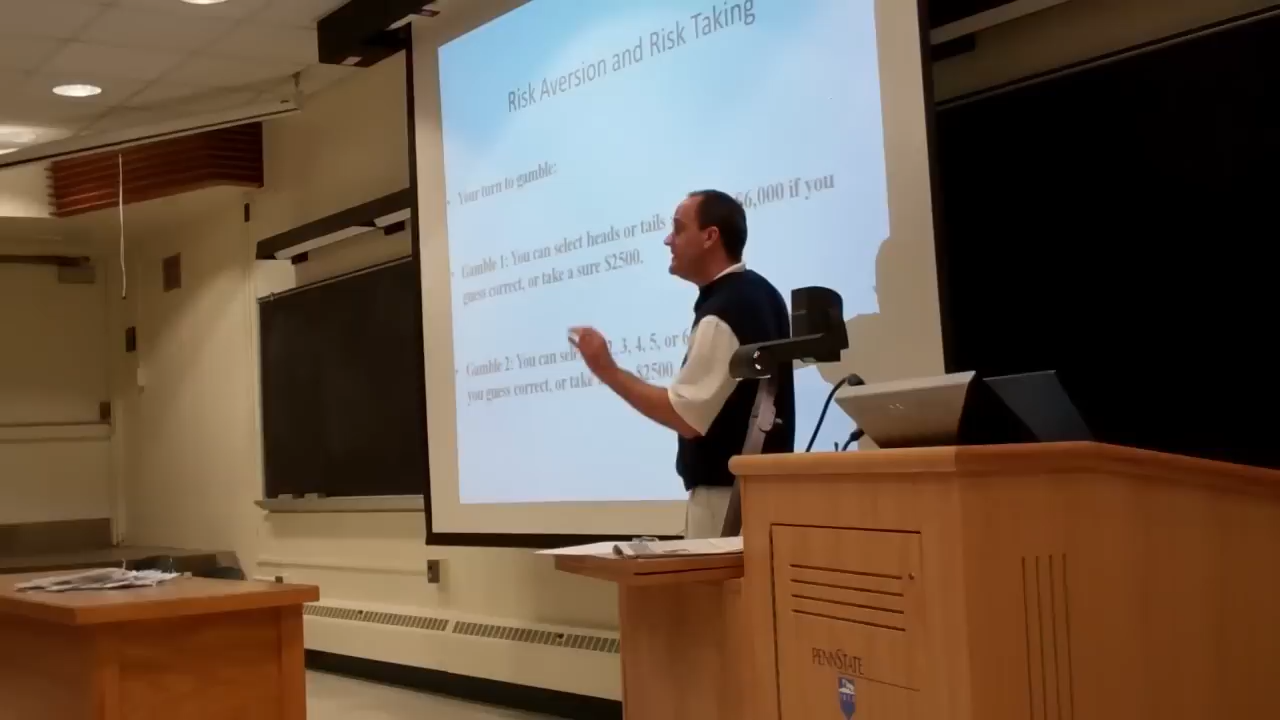 Risk Aversion and Risk Taking
• Your turn to gamble:
• Gamble 1: You can select heads or tails $6,000 if you
guess correct, or take a sure $2500.
• Gamble 2: You can 2, 3, 4, 5, or 6
you guess correct, or take $2500
PENNSTATE